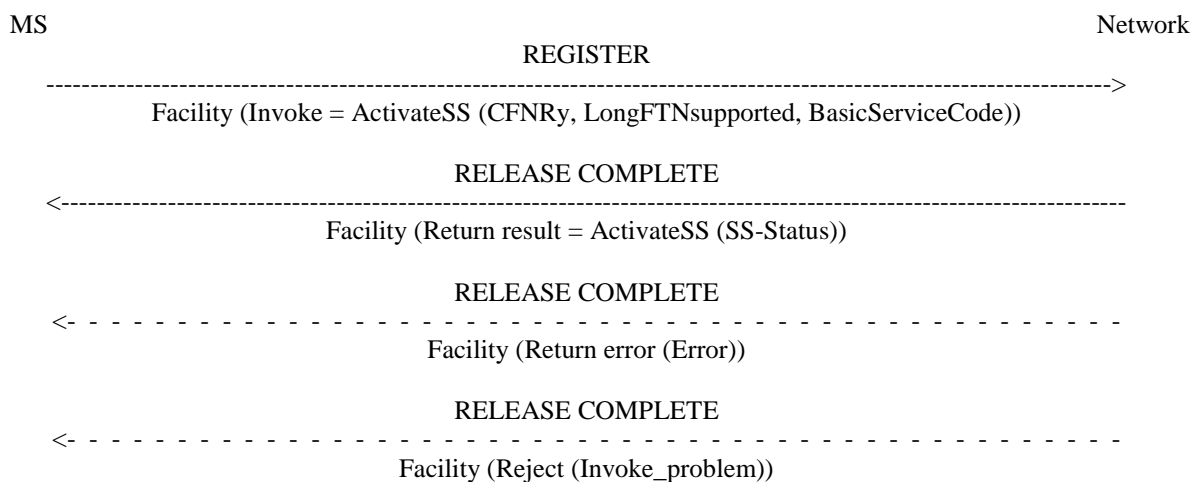 MS Network
REGISTER
Facility (Invoke = ActivateSS (CFNRy, LongFTNsupported, BasicServiceCode))
RELEASE COMPLETE
Facility (Return result = ActivateSS (SS-Status))
RELEASE COMPLETE
Facility (Return error (Error))
RELEASE COMPLETE
Facility (Reject (Invoke_problem))